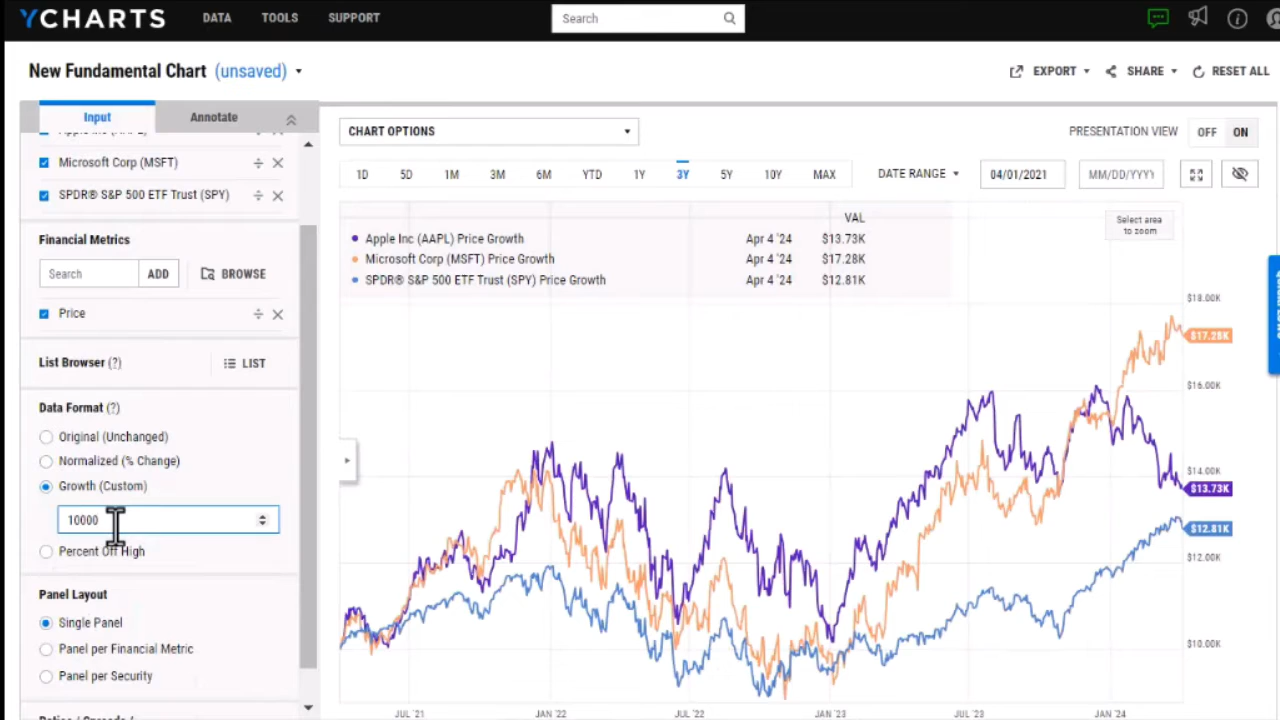 YCHARTS DATA TOOLS SUPPORT Search
New Fundamental Chart (unsaved) EXPORT SHARE RESET ALL
Input Annotate
Microsoft Corp (MSFT)
SPDR® S&P 500 ETF Trust (SPY)
Financial Metrics
Search ADD BROWSE
Price
List Browser (?) LIST
Data Format (?)
Original (Unchanged)
Normalized (% Change)
Growth (Custom)
10000
Percent Off High
Panel Layout
Single Panel
Panel per Financial Metric
Panel per Security
CHART OPTIONS PRESENTATION VIEW OFF ON
1D 5D 1M 3M 6M YTD 1Y 3Y 5Y 10Y MAX DATE RANGE 04/01/2021 MM/DD/YYYY
VAL
Apple Inc (AAPL) Price Growth Apr 4 '24 $13.73K
Microsoft Corp (MSFT) Price Growth Apr 4 '24 $17.28K
SPDR® S&P 500 ETF Trust (SPY) Price Growth Apr 4 '24 $12.81K
Select area
to zoom
$18.00K
$17.28K
$16.00K
$14.00K
$13.73K
$12.81K
$12.00K
$10.00K
JUL '21 JAN '22 JUL '22 JAN '23 JUL '23 JAN '24